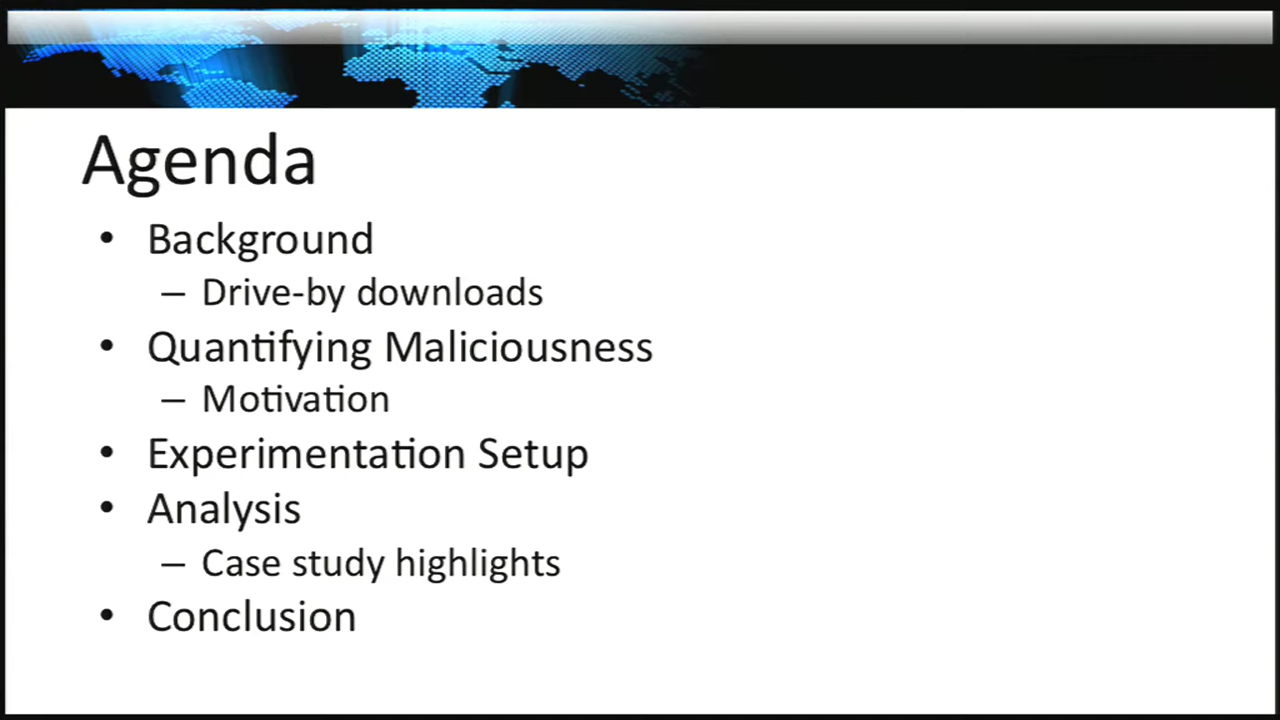 Agenda
• Background
– Drive-by downloads
• Quantifying Maliciousness
– Motivation
• Experimentation Setup
• Analysis
– Case study highlights
• Conclusion